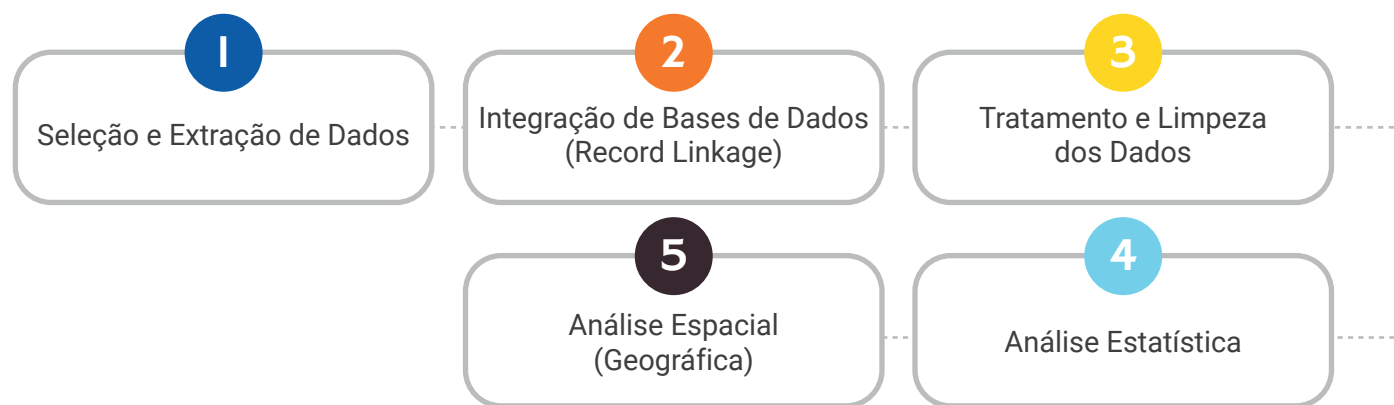 1
Seleção e Extração de Dados
2
Integração de Bases de Dados
(Record Linkage)
3
Tratamento e Limpeza
dos Dados
4
Análise Estatística
5
Análise Espacial
(Geográfica)